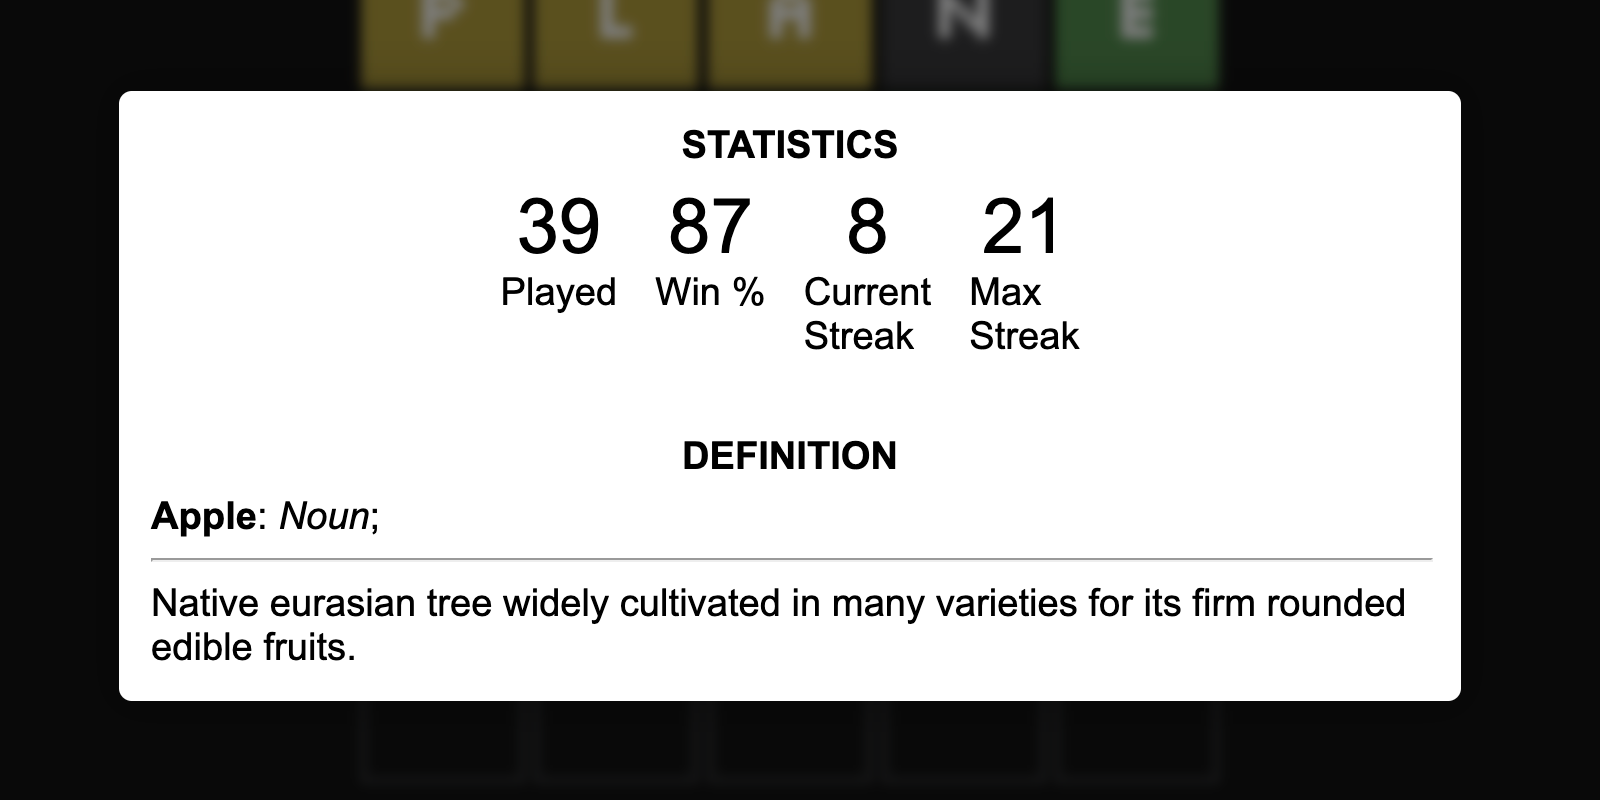 P L A N E
STATISTICS
39 87 8 21
Played Win % Current Max
Streak Streak
DEFINITION
Apple: Noun;
Native eurasian tree widely cultivated in many varieties for its firm rounded
edible fruits.